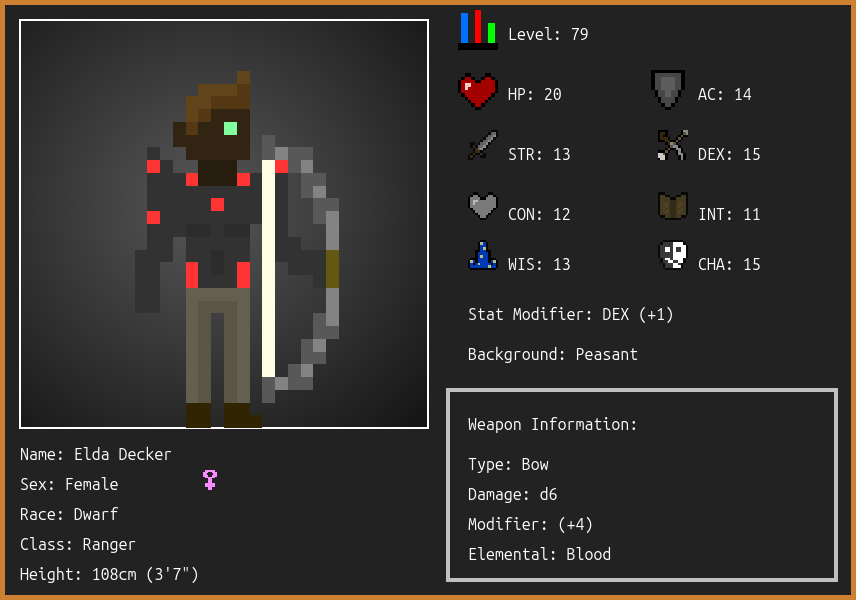 Level: 79
HP: 20
AC: 14
STR: 13
DEX: 15
CON: 12
INT: 11
WIS: 13
CHA: 15
Stat Modifier: DEX (+1)
Background: Peasant
Weapon Information:
Type: Bow
Damage: d6
Modifier: (+4)
Elemental: Blood
Name: Elda Decker
Sex: Female
Race: Dwarf
Class: Ranger
Height: 108cm (3'7")